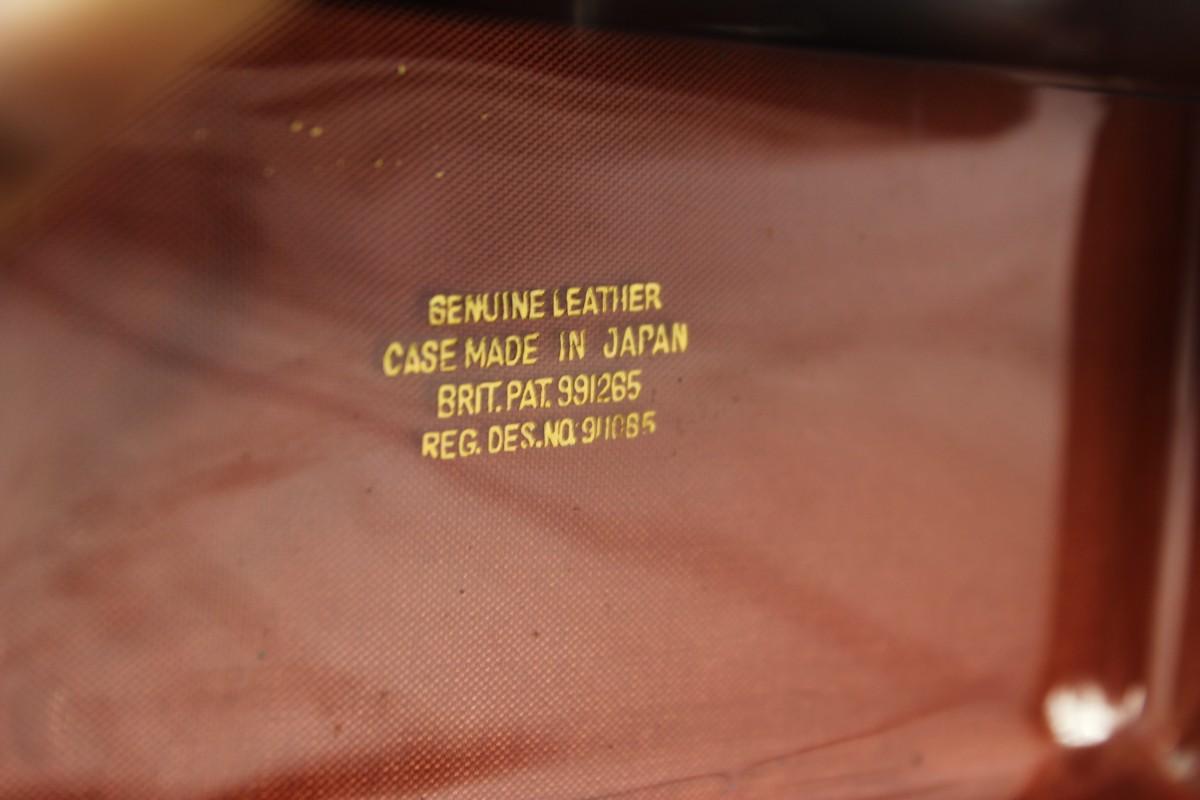 GENUINE LEATHER
CASE MADE IN JAPAN
BRIT. PAT. 991265
REG. DES. NO.